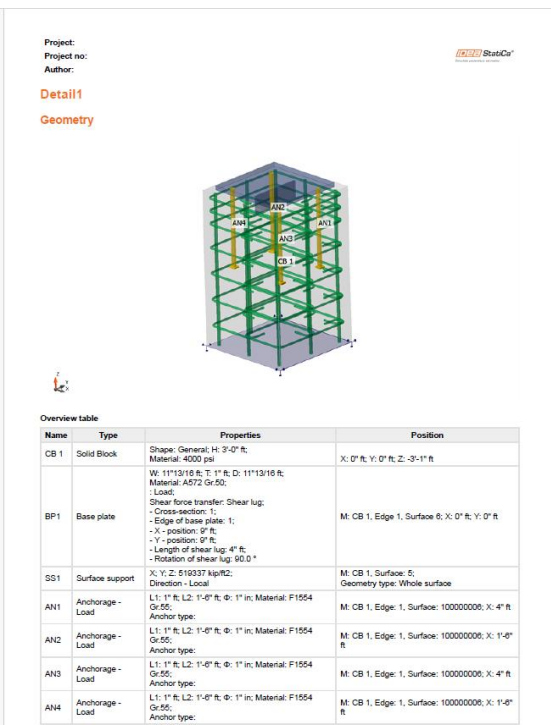 Project:
Project no:
Author:
IDEA StatiCa®
Detail1
Geometry
AN2
AN4
AN1
AN3
CB 1
z
Y
X
Overview table
Name Type Properties Position
CB 1 Solid Block Shape: General; H: 3'-0" ft;
Material: 4000 psi X: 0" ft; Y: 0" ft; Z: -3'-1" ft
BP1 Base plate W: 11"13/16 ft; T: 1" ft; D: 11"13/16 ft;
Material: A572 Gr.50;
: Load;
Shear force transfer: Shear lug;
- Cross-section: 1;
- Edge of base plate: 1;
- X - position: 9" ft;
- Y - position: 9" ft;
- Length of shear lug: 4" ft;
- Rotation of shear lug: 90.0 ° M: CB 1, Edge 1, Surface 6; X: 0" ft; Y: 0" ft
SS1 Surface support X; Y; Z: 519337 kip/ft2;
Direction - Local M: CB 1, Surface: 5;
Geometry type: Whole surface
AN1 Anchorage -
Load L1: 1" ft; L2: 1'-6" ft; Φ: 1" in; Material: F1554
Gr.55;
Anchor type: M: CB 1, Edge: 1, Surface: 100000006; X: 4" ft
AN2 Anchorage -
Load L1: 1" ft; L2: 1'-6" ft; Φ: 1" in; Material: F1554
Gr.55;
Anchor type: M: CB 1, Edge: 1, Surface: 100000006; X: 1'-6"
ft
AN3 Anchorage -
Load L1: 1" ft; L2: 1'-6" ft; Φ: 1" in; Material: F1554
Gr.55;
Anchor type: M: CB 1, Edge: 1, Surface: 100000006; X: 4" ft
AN4 Anchorage -
Load L1: 1" ft; L2: 1'-6" ft; Φ: 1" in; Material: F1554
Gr.55;
Anchor type: M: CB 1, Edge: 1, Surface: 100000006; X: 1'-6"
ft